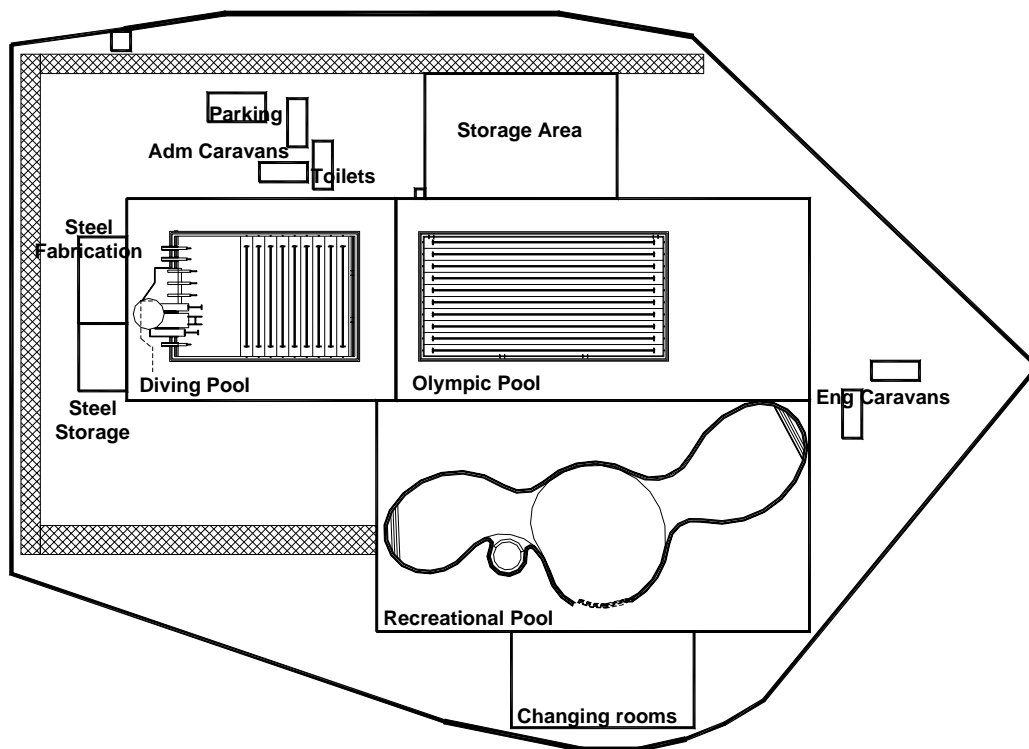 Parking
Storage Area
Adm Caravans
Toilets
Steel
Fabrication
Diving Pool
Olympic Pool
Eng Caravans
Steel
Storage
Recreational Pool
Changing rooms